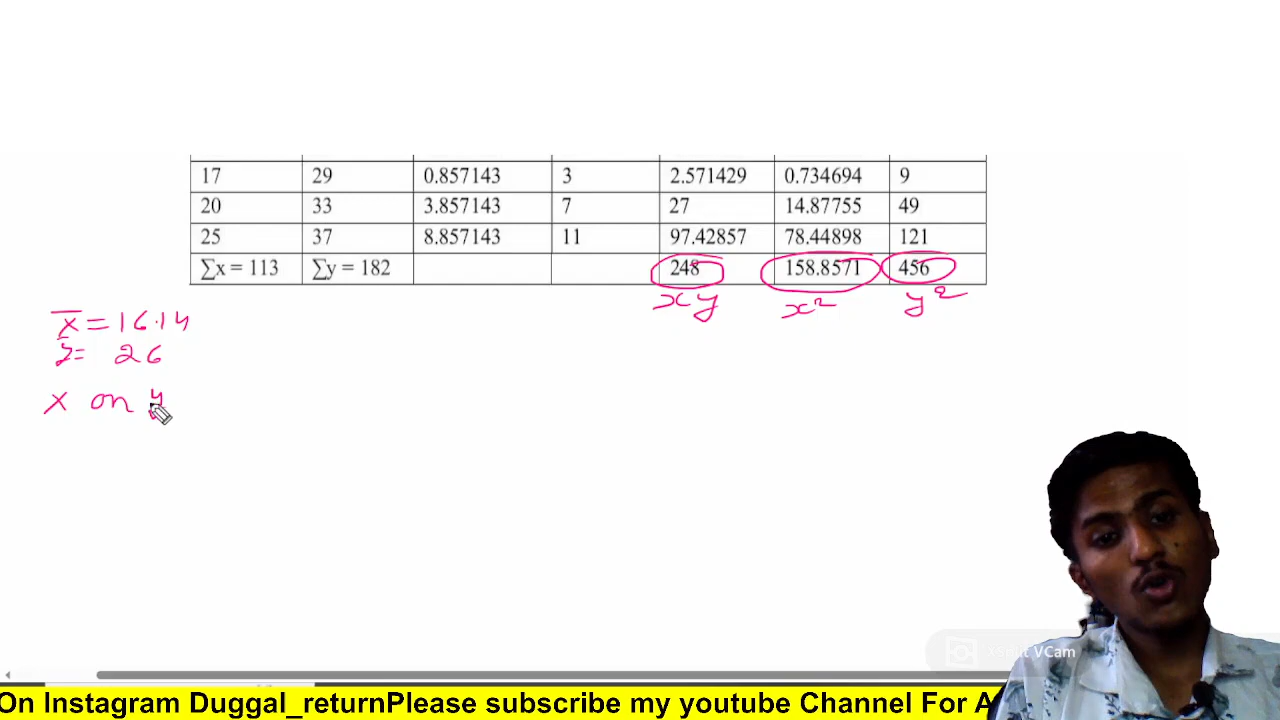 17 29 0.857143 3 2.571429 0.734694 9
20 33 3.857143 7 27 14.87755 49
25 37 8.857143 11 97.42857 78.44898 121
∑x = 113 ∑y = 182 248 158.8571 456
xy x² y²
x̄ = 16.14
ȳ = 26
x on y
XSplit VCam
On Instagram Duggal_returnPlease subscribe my youtube Channel For A